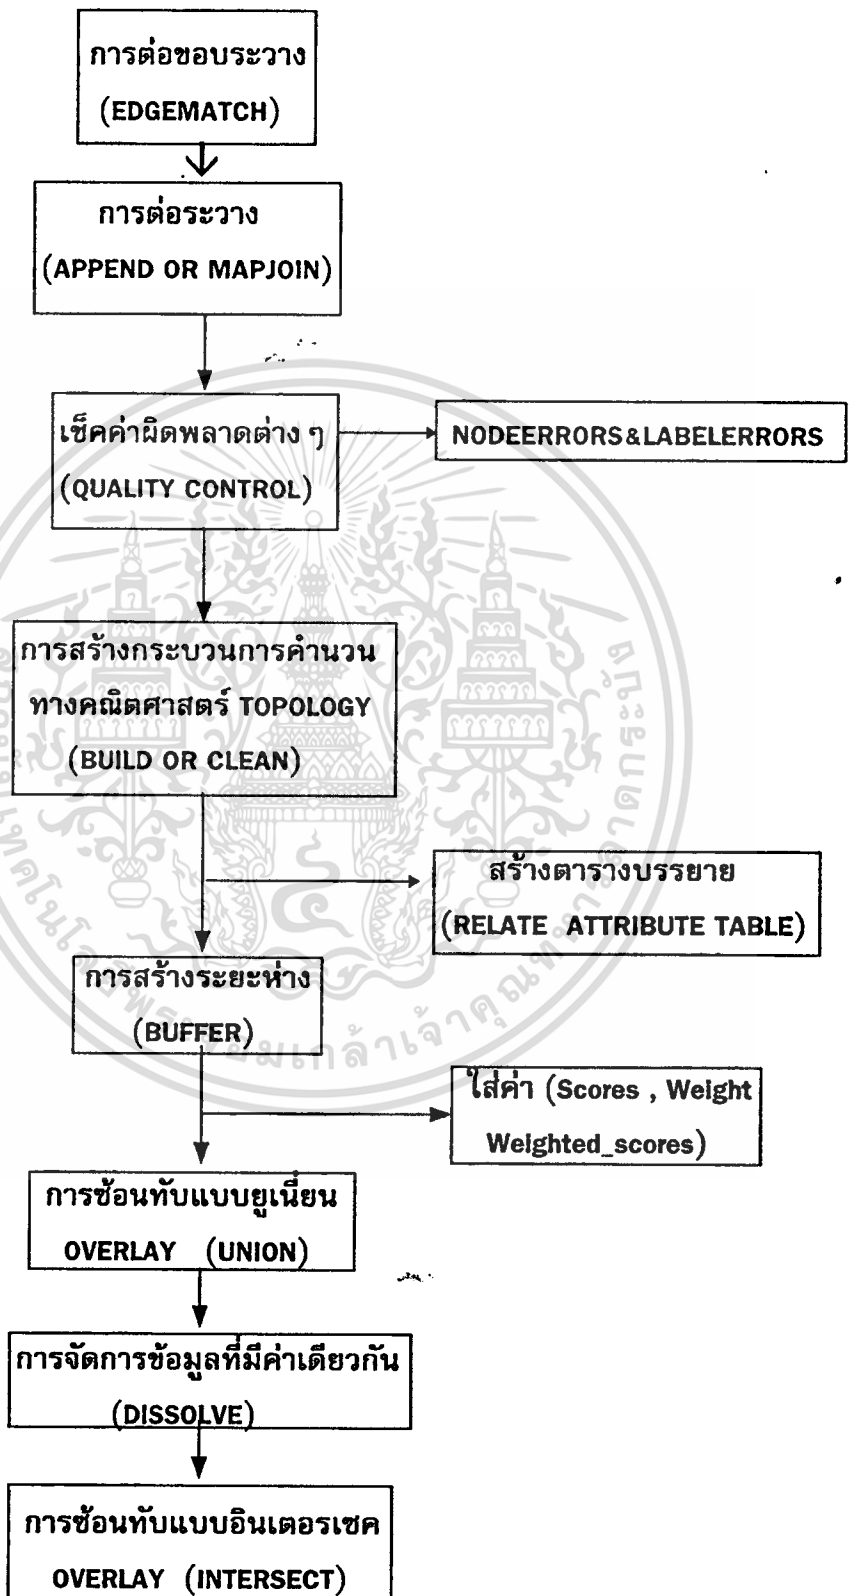 การต่อขอบระวาง
(EDGEMATCH)
การต่อระวาง
(APPEND OR MAPJOIN)
เช็คค่าผิดพลาดต่าง ๆ
(QUALITY CONTROL)
NODEERRORS&LABELERRORS
การสร้างกระบวนการคำนวน
ทางคณิตศาสตร์ TOPOLOGY
(BUILD OR CLEAN)
สร้างตารางบรรยาย
(RELATE ATTRIBUTE TABLE)
การสร้างระยะห่าง
(BUFFER)
ใส่ค่า (Scores , Weight
Weighted_scores)
การซ้อนทับแบบยูเนี่ยน
OVERLAY (UNION)
การจัดการข้อมูลที่มีค่าเดียวกัน
(DISSOLVE)
การซ้อนทับแบบอินเตอรเซค
OVERLAY (INTERSECT)